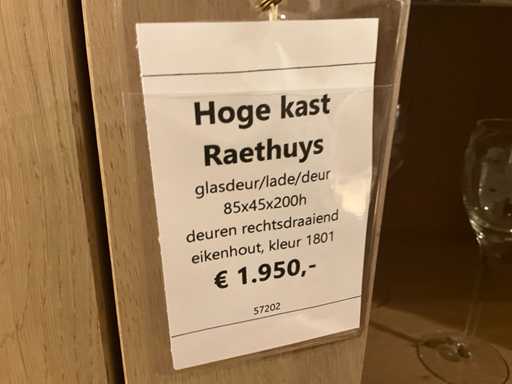 Hoge kast
Raethuys
glasdeur/lade/deur
85x45x200h
deuren rechtsdraaiend
eikenhout, kleur 1801
€ 1.950,-
57202